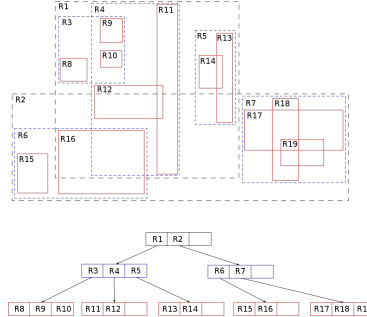 R1
R4
R11
R3
R9
R5
R13
R10
R8
R14
R12
R2
R7
R18
R17
R6
R16
R19
R15
R1 R2
R3 R4 R5
R6 R7
R8 R9 R10
R11 R12
R13 R14
R15 R16
R17 R18